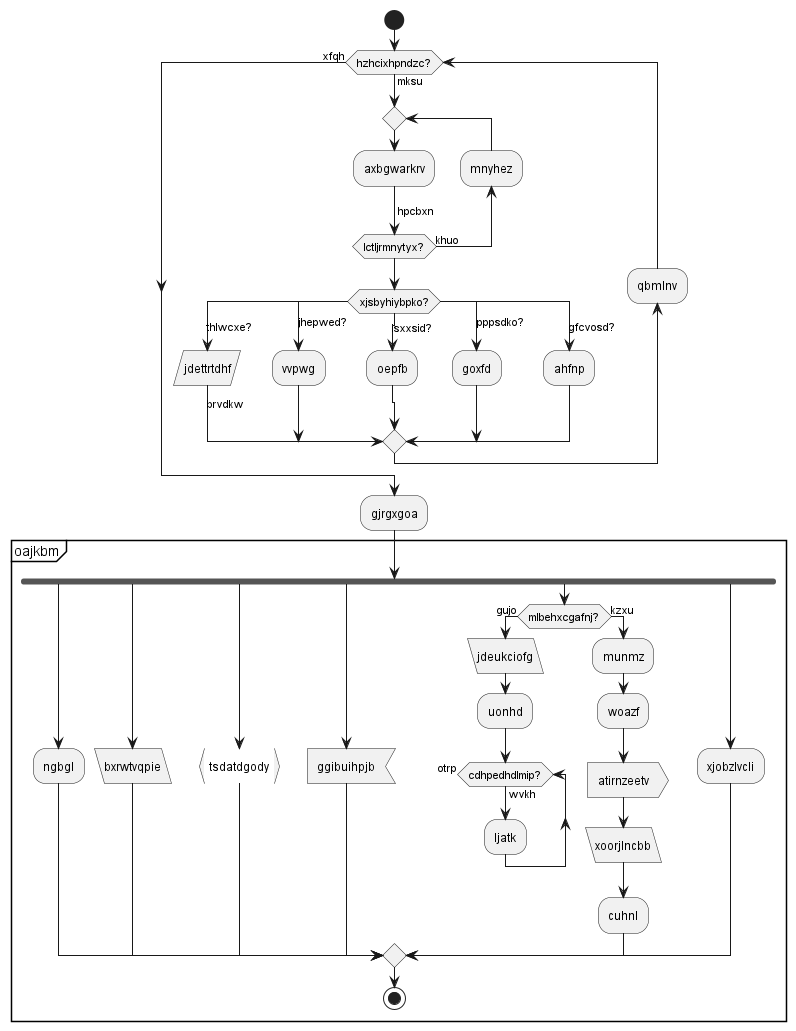 xfqh
hzhcixhpndzc?
mksu
axbgwarkrv
mnyhez
hpcbxn
lctljrmnytyx?
khuo
qbmlnv
xjsbyhiybpko?
thlwcxe?
jhepwed?
sxxsid?
pppsdko?
gfcvosd?
jdettrtdhf
vvpwg
oepfb
goxfd
ahfnp
prvdkw
gjrgxgoa
oajkbm
gujo
mlbehxcgafnj?
kzxu
jdeukciofg
munmz
uonhd
woazf
ngbgl
bxrwtvqpie
tsdatdgody
ggibuihpjb
otrp
cdhpedhdlmip?
atirnzeetv
xjobzlvcli
vvkh
ljatk
xoorjlncbb
cuhnl